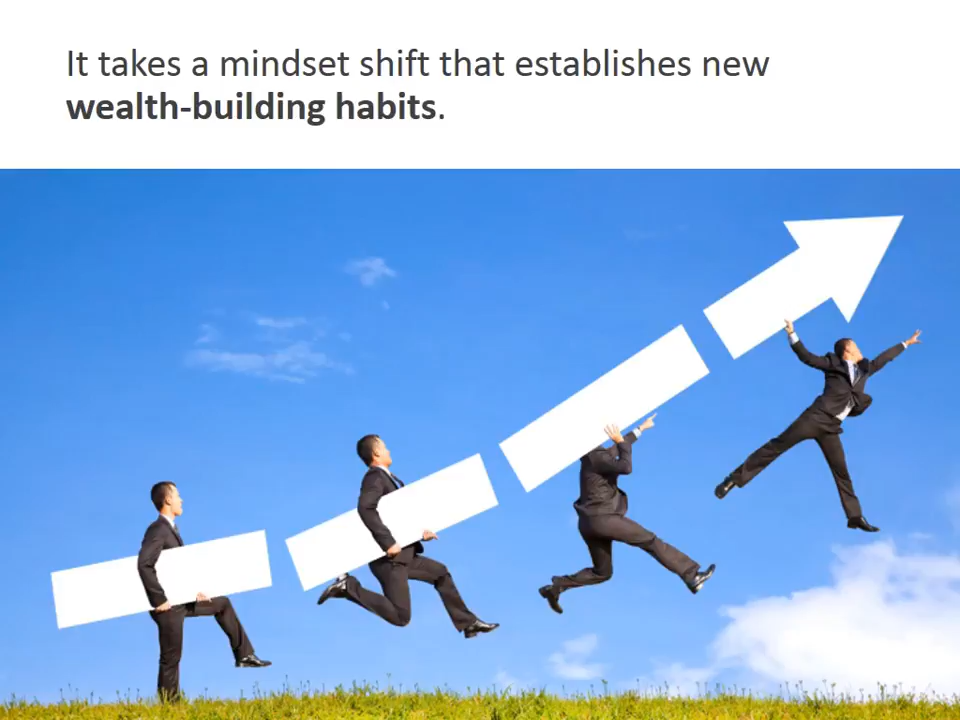 It takes a mindset shift that establishes new
wealth-building habits.